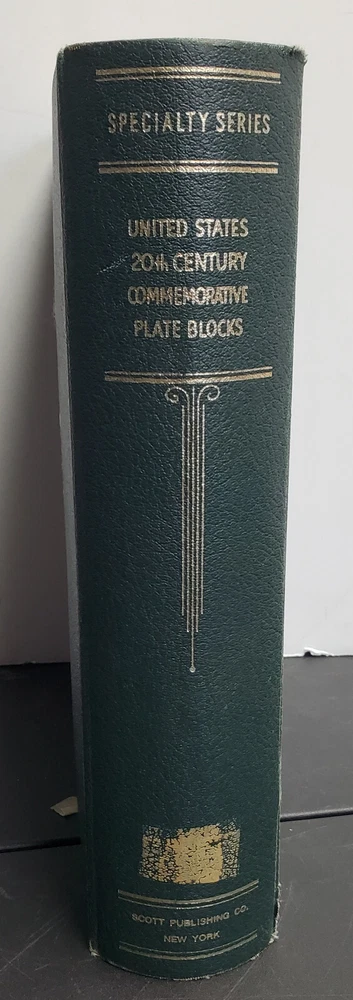 SPECIALTY SERIES
UNITED STATES
20th CENTURY
COMMEMORATIVE
PLATE BLOCKS
SCOTT PUBLISHING CO.
NEW YORK